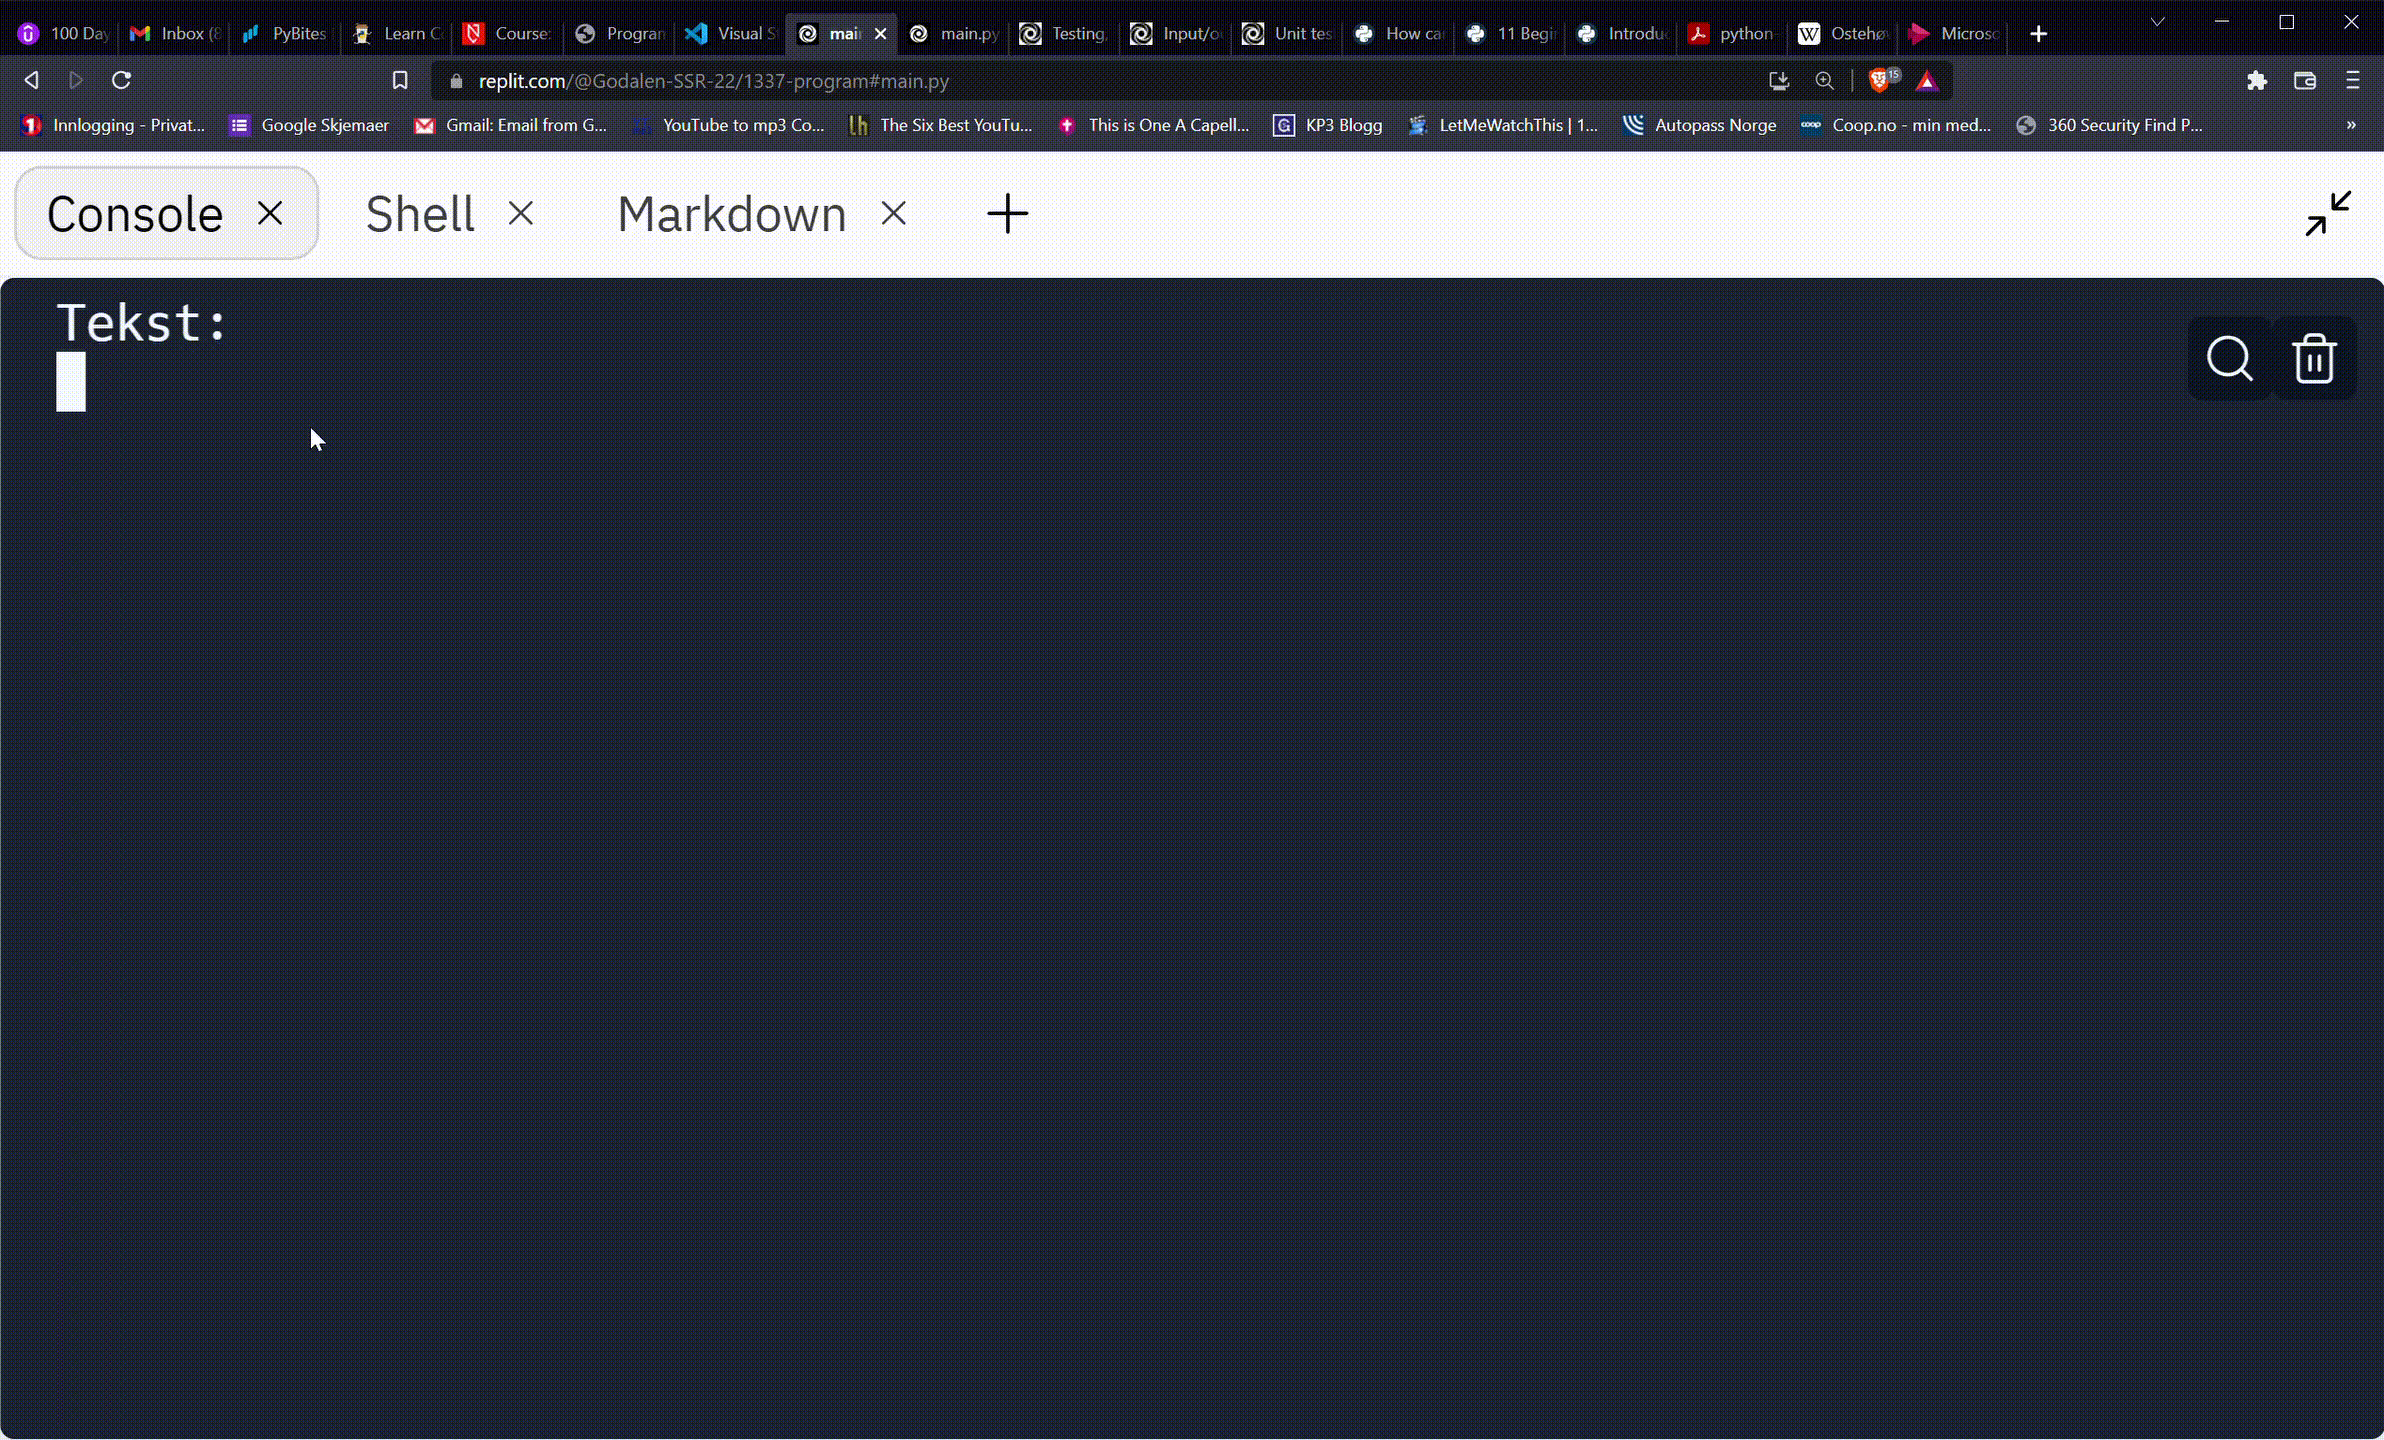 100 Day
Inbox (8
PyBites
Learn C
Course:
Program
Visual S
main
main.py
Testing,
Input/o
Unit tes
How ca
11 Begi
Introdu
python-
Ostehø
Microso
replit.com/@Godalen-SSR-22/1337-program#main.py
15
Innlogging - Privat...
Google Skjemaer
Gmail: Email from G...
YouTube to mp3 Co...
The Six Best YouTu...
This is One A Capell...
KP3 Blogg
LetMeWatchThis | 1...
Autopass Norge
Coop.no - min med...
360 Security Find P...
»
Console
Shell
Markdown
Tekst: